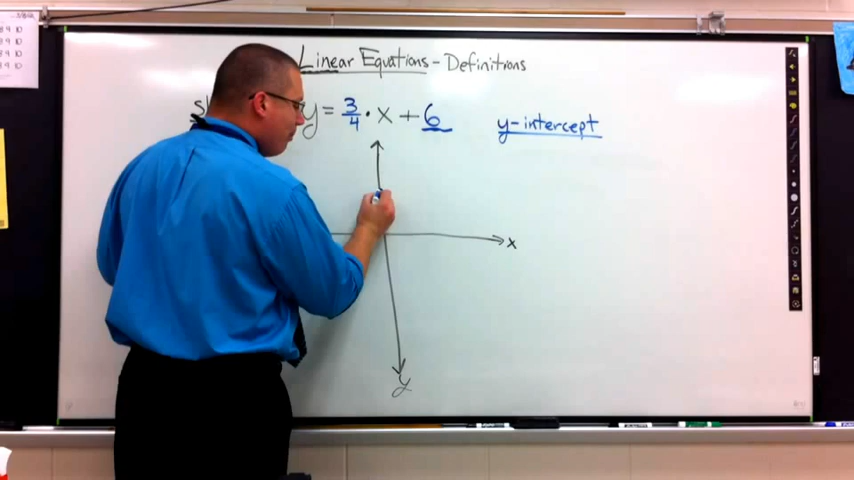 Linear Equations - Definitions
y = 3/4 · x + 6
y-intercept
x
y